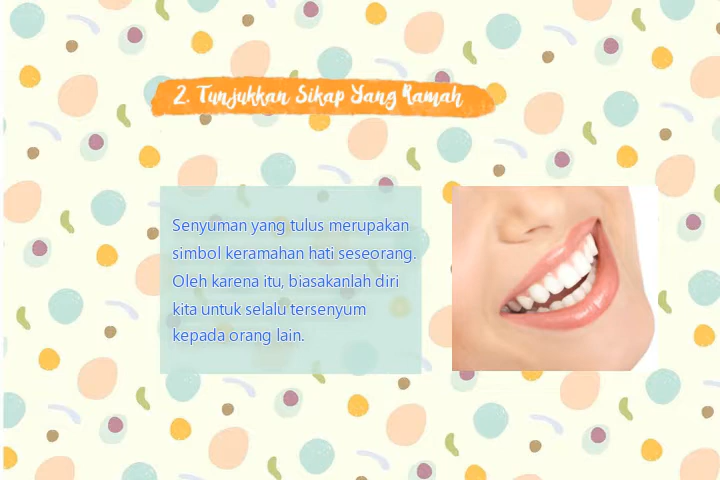 2. Tunjukkan Sikap Yang Ramah
Senyuman yang tulus merupakan
simbol keramahan hati seseorang.
Oleh karena itu, biasakanlah diri
kita untuk selalu tersenyum
kepada orang lain.